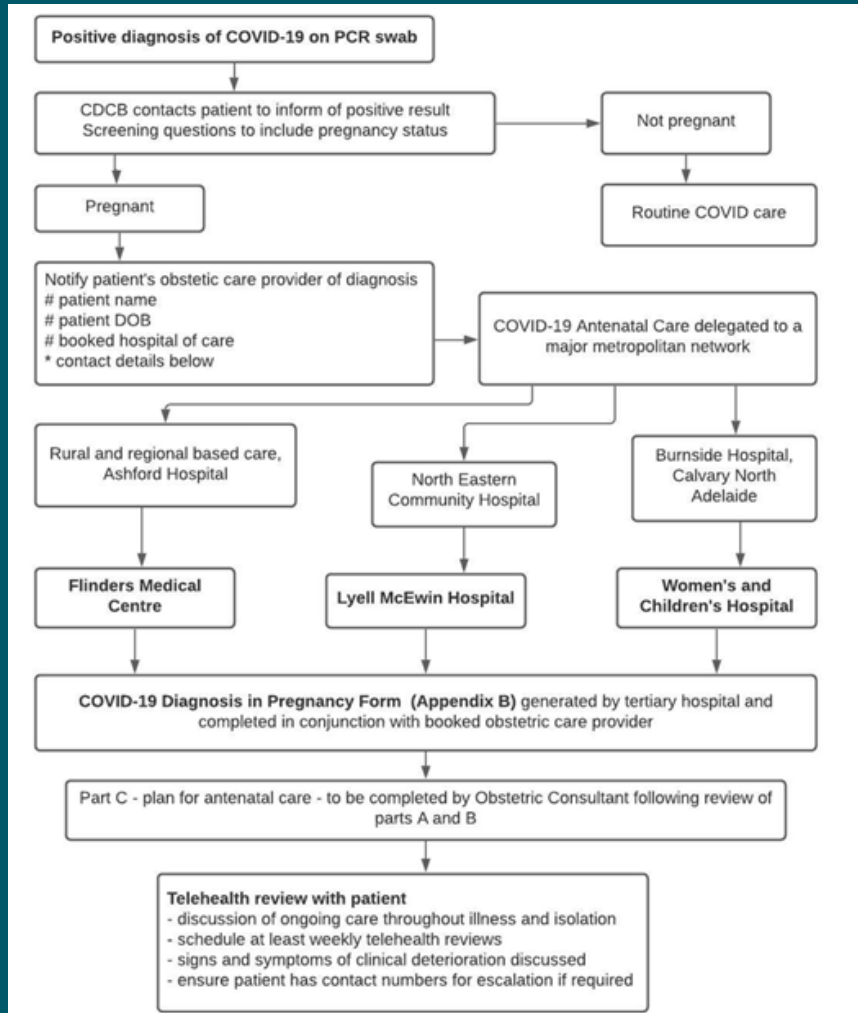 Positive diagnosis of COVID-19 on PCR swab
CDCB contacts patient to inform of positive result
Screening questions to include pregnancy status
Not pregnant
Pregnant
Routine COVID care
Notify patient's obstetic care provider of diagnosis
# patient name
# patient DOB
# booked hospital of care
* contact details below
COVID-19 Antenatal Care delegated to a
major metropolitan network
Rural and regional based care,
Ashford Hospital
North Eastern
Community Hospital
Burnside Hospital,
Calvary North
Adelaide
Flinders Medical
Centre
Lyell McEwin Hospital
Women's and
Children's Hospital
COVID-19 Diagnosis in Pregnancy Form (Appendix B) generated by tertiary hospital and
completed in conjunction with booked obstetric care provider
Part C - plan for antenatal care - to be completed by Obstetric Consultant following review of
parts A and B
Telehealth review with patient
- discussion of ongoing care throughout illness and isolation
- schedule at least weekly telehealth reviews
- signs and symptoms of clinical deterioration discussed
- ensure patient has contact numbers for escalation if required